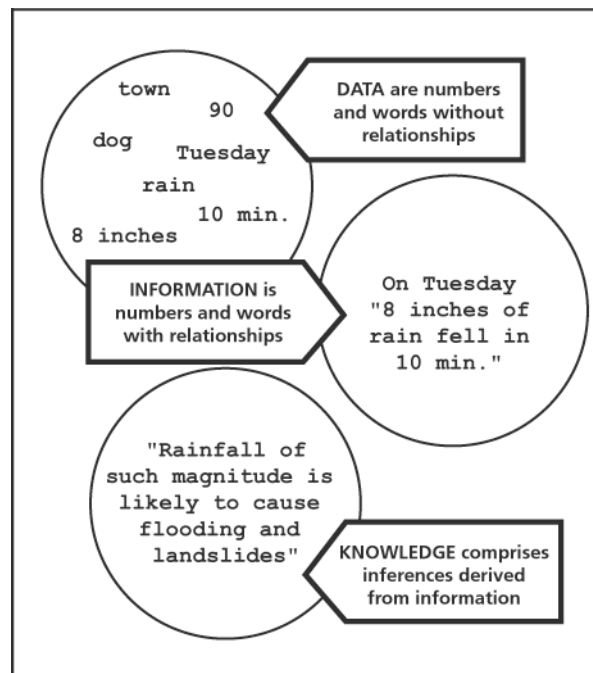 town
90
dog
Tuesday
rain
10 min.
8 inches
DATA are numbers
and words without
relationships
INFORMATION is
numbers and words
with relationships
On Tuesday
"8 inches of
rain fell in
10 min."
"Rainfall of
such magnitude is
likely to cause
flooding and
landslides"
KNOWLEDGE comprises
inferences derived
from information